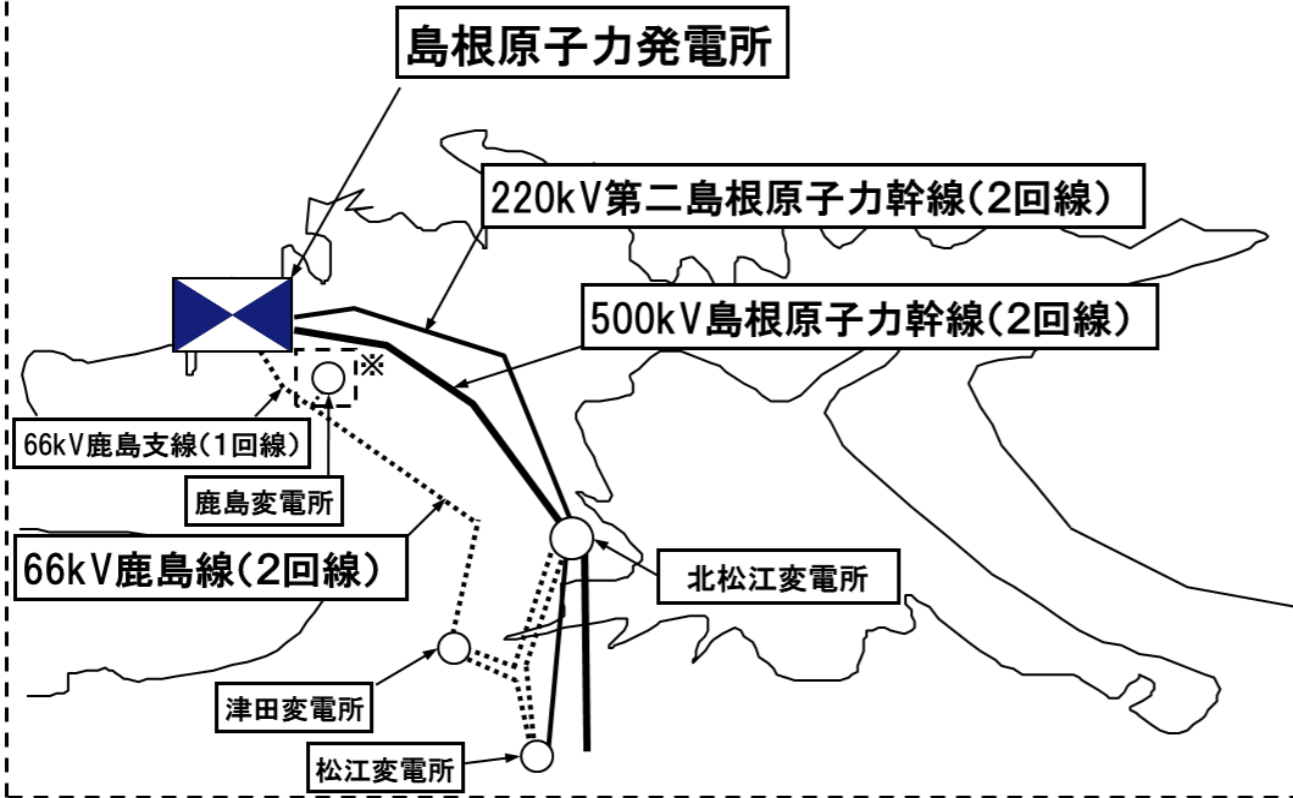 島根原子力発電所
220kV第二島根原子力幹線(2回線)
500kV島根原子力幹線(2回線)
※
66kV鹿島支線(1回線)
鹿島変電所
66kV鹿島線(2回線)
北松江変電所
津田変電所
松江変電所